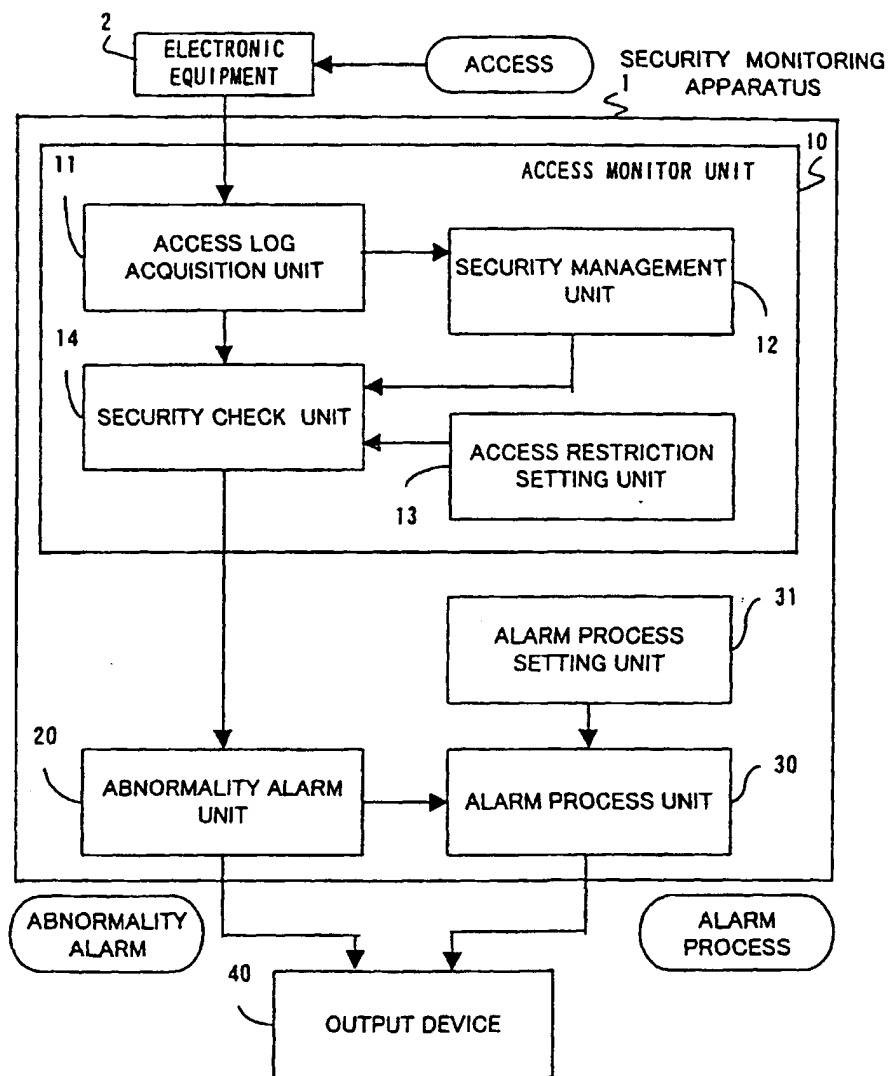 2
ELECTRONIC
EQUIPMENT
ACCESS
SECURITY MONITORING
APPARATUS
1
10
ACCESS MONITOR UNIT
11
ACCESS LOG
ACQUISITION UNIT
SECURITY MANAGEMENT
UNIT
12
14
SECURITY CHECK UNIT
ACCESS RESTRICTION
SETTING UNIT
13
31
ALARM PROCESS
SETTING UNIT
20
ABNORMALITY ALARM
UNIT
30
ALARM PROCESS UNIT
ABNORMALITY
ALARM
ALARM
PROCESS
40
OUTPUT DEVICE